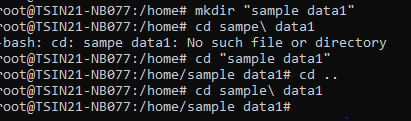 root@TSIN21-NB077:/home# mkdir "sample data1"
root@TSIN21-NB077:/home# cd sampe\ data1
-bash: cd: sampe data1: No such file or directory
root@TSIN21-NB077:/home# cd "sample data1"
root@TSIN21-NB077:/home/sample data1# cd ..
root@TSIN21-NB077:/home# cd sample\ data1
root@TSIN21-NB077:/home/sample data1#